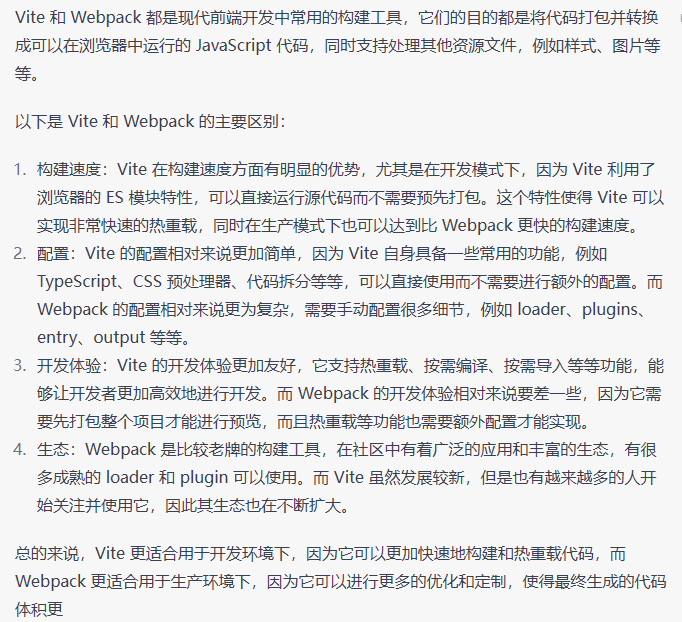 Vite 和 Webpack 都是现代前端开发中常用的构建工具，它们的目的都是将代码打包并转换
成可以在浏览器中运行的 JavaScript 代码，同时支持处理其他资源文件，例如样式、图片等
等。
以下是 Vite 和 Webpack 的主要区别：
1. 构建速度：Vite 在构建速度方面有明显的优势，尤其是在开发模式下，因为 Vite 利用了
浏览器的 ES 模块特性，可以直接运行源代码而不需要预先打包。这个特性使得 Vite 可以
实现非常快速的热重载，同时在生产模式下也可以达到比 Webpack 更快的构建速度。
2. 配置：Vite 的配置相对来说更加简单，因为 Vite 自身具备一些常用的功能，例如
TypeScript、CSS 预处理器、代码拆分等等，可以直接使用而不需要进行额外的配置。而
Webpack 的配置相对来说更为复杂，需要手动配置很多细节，例如 loader、plugins、
entry、output 等等。
3. 开发体验：Vite 的开发体验更加友好，它支持热重载、按需编译、按需导入等等功能，能
够让开发者更加高效地进行开发。而 Webpack 的开发体验相对来说要差一些，因为它需
要先打包整个项目才能进行预览，而且热重载等功能也需要额外配置才能实现。
4. 生态：Webpack 是比较老牌的构建工具，在社区中有着广泛的应用和丰富的生态，有很
多成熟的 loader 和 plugin 可以使用。而 Vite 虽然发展较新，但是也有越来越多的人开
始关注并使用它，因此其生态也在不断扩大。
总的来说，Vite 更适合用于开发环境下，因为它可以更加快速地构建和热重载代码，而
Webpack 更适合用于生产环境下，因为它可以进行更多的优化和定制，使得最终生成的代码
体积更